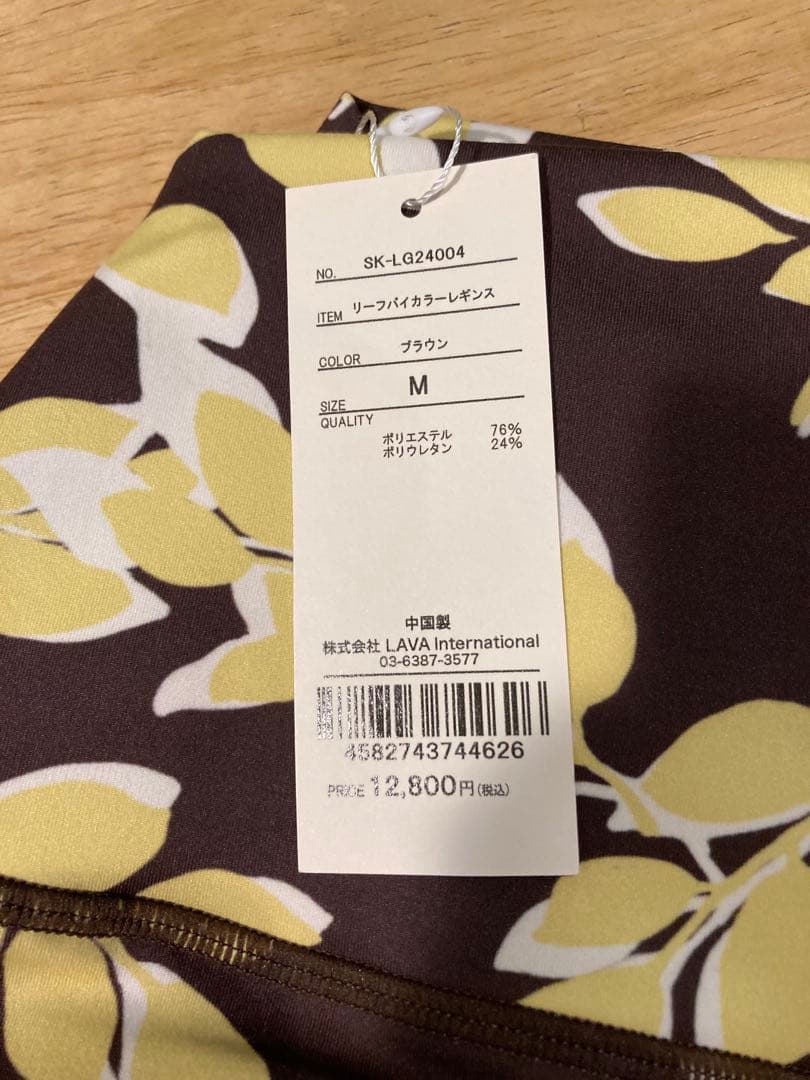 NO. SK-LG24004
ITEM リーフバイカラーレギンス
COLOR ブラウン
SIZE M
QUALITY
ポリエステル 76%
ポリウレタン 24%
中国製
株式会社 LAVA International
03-6387-3577
4582743744626
PRICE 12,800円(税込)